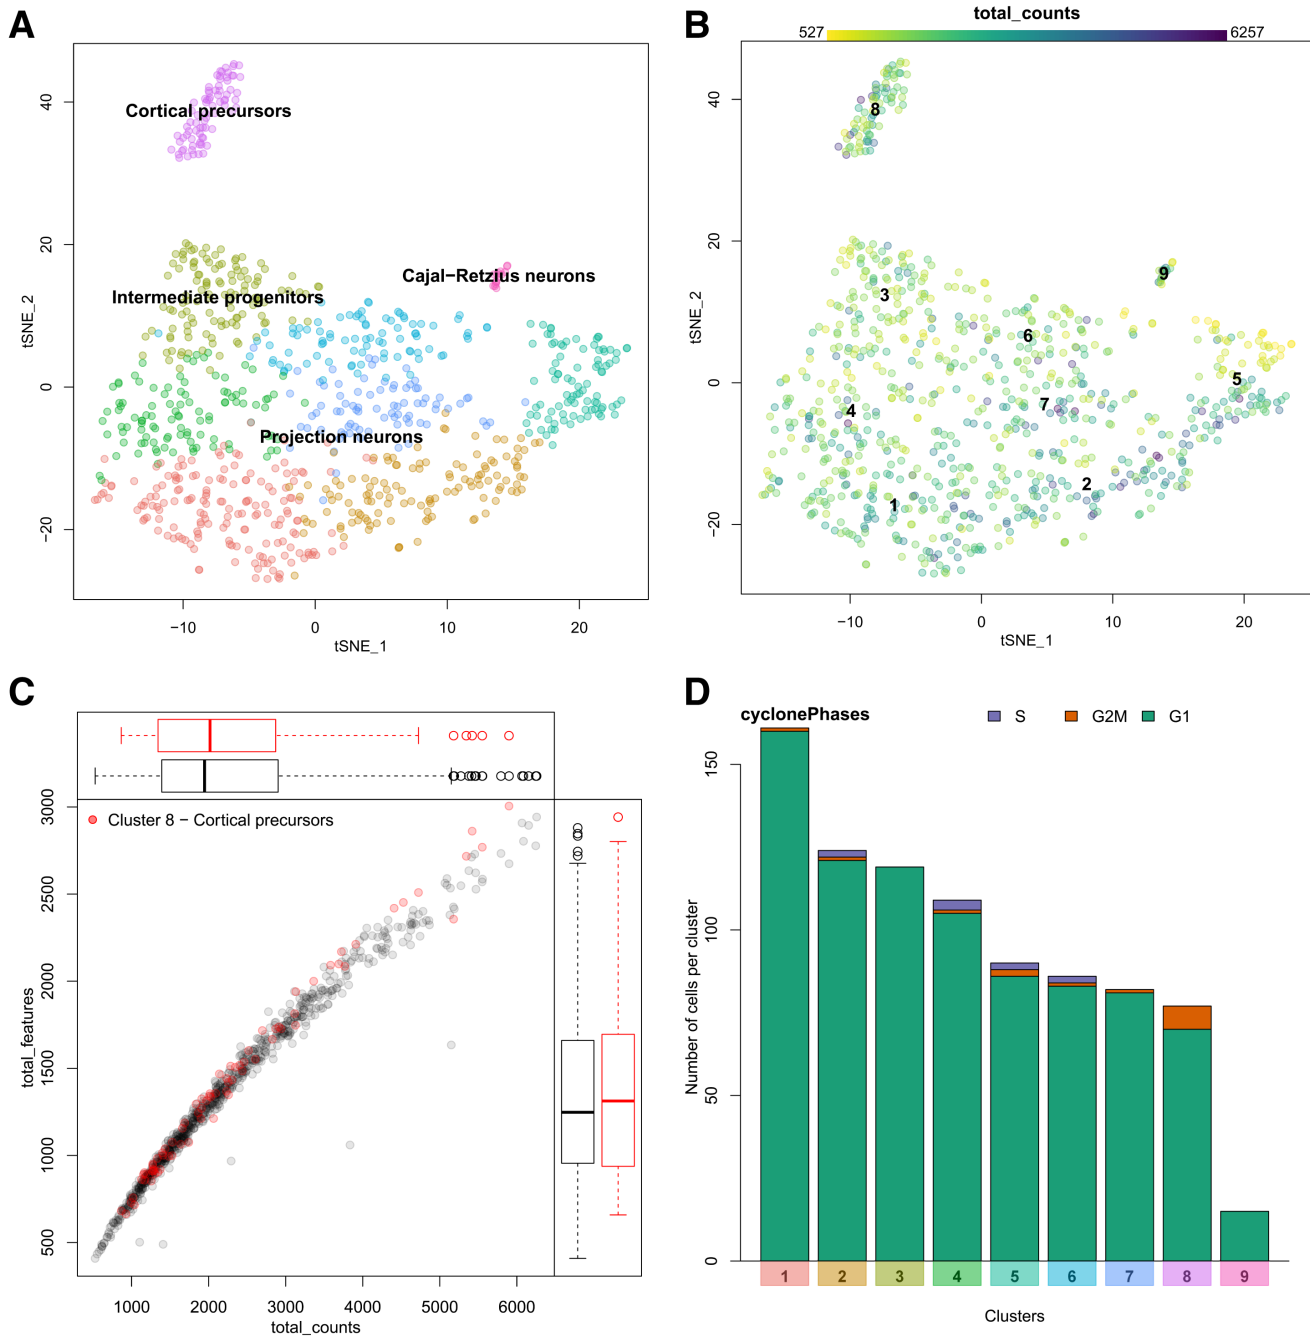 A
Cortical precursors
Cajal−Retzius neurons
Intermediate progenitors
Projection neurons
40
20
0
−20
tSNE_2
−10
0
10
20
tSNE_1
B
total_counts
527
6257
8
9
3
6
5
7
4
2
1
40
20
0
−20
tSNE_2
−10
0
10
20
tSNE_1
C
Cluster 8 − Cortical precursors
3000
2500
2000
1500
1000
500
total_features
1000
2000
3000
4000
5000
6000
total_counts
D
cyclonePhases
S
G2M
G1
150
100
50
0
Number of cells per cluster
1
2
3
4
5
6
7
8
9
Clusters